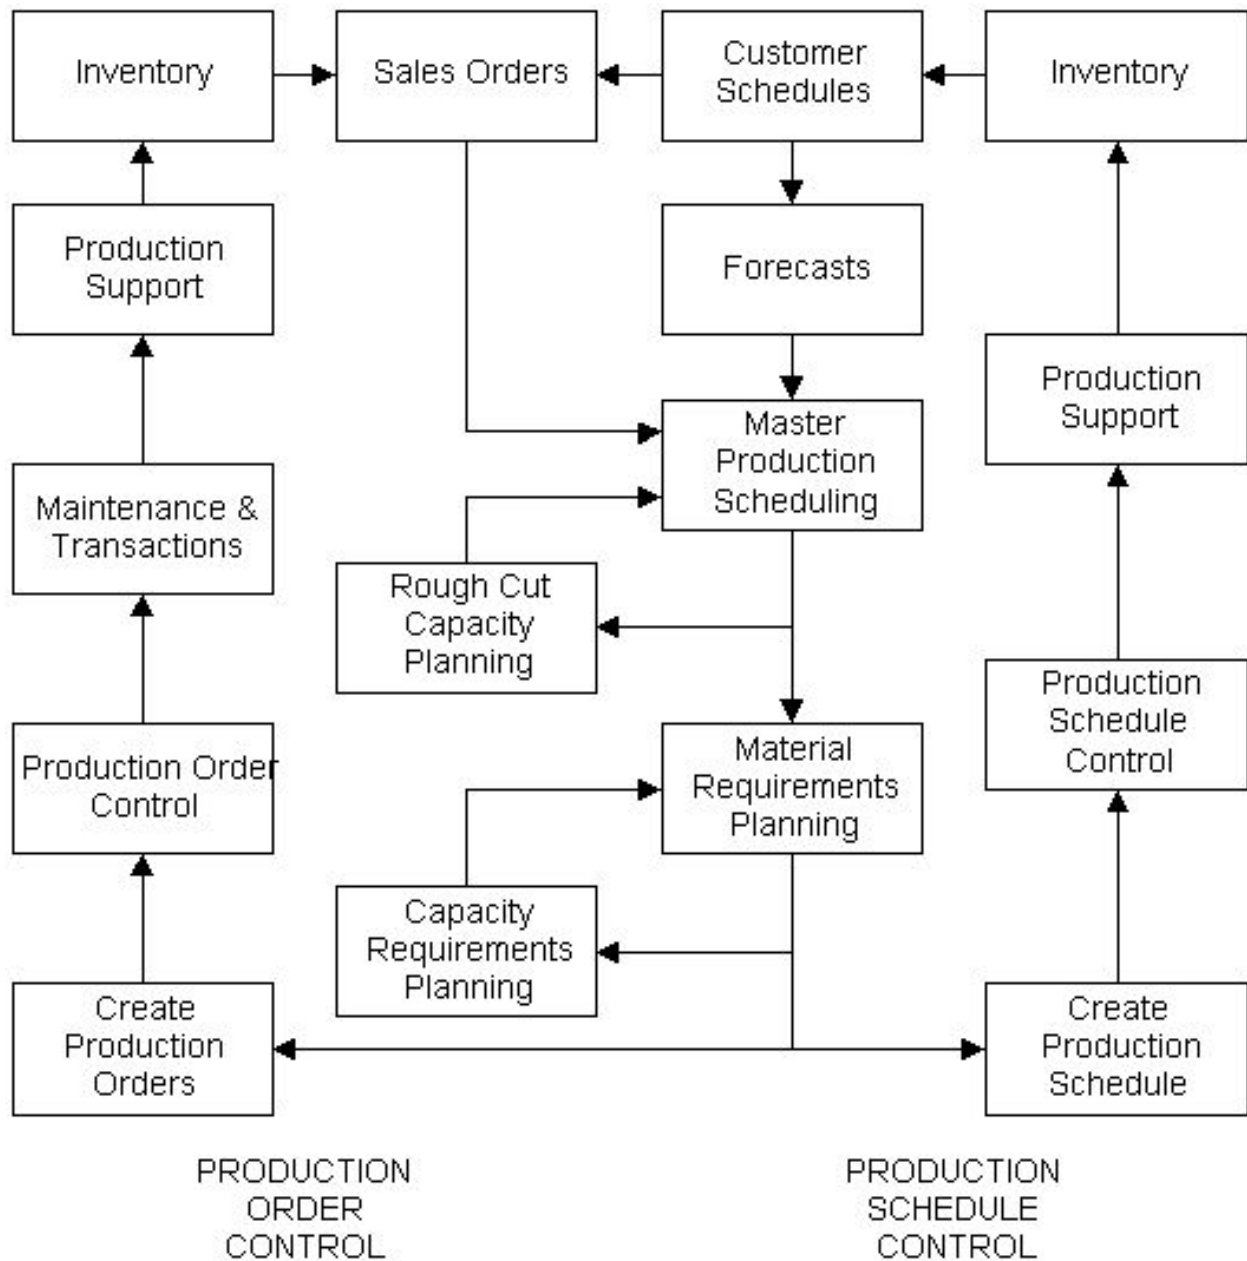 Inventory
Sales Orders
Customer
Schedules
Inventory
Production
Support
Forecasts
Production
Support
Master
Production
Scheduling
Maintenance &
Transactions
Rough Cut
Capacity
Planning
Production
Schedule
Control
Production Order
Control
Material
Requirements
Planning
Capacity
Requirements
Planning
Create
Production
Orders
Create
Production
Schedule
PRODUCTION
ORDER
CONTROL
PRODUCTION
SCHEDULE
CONTROL